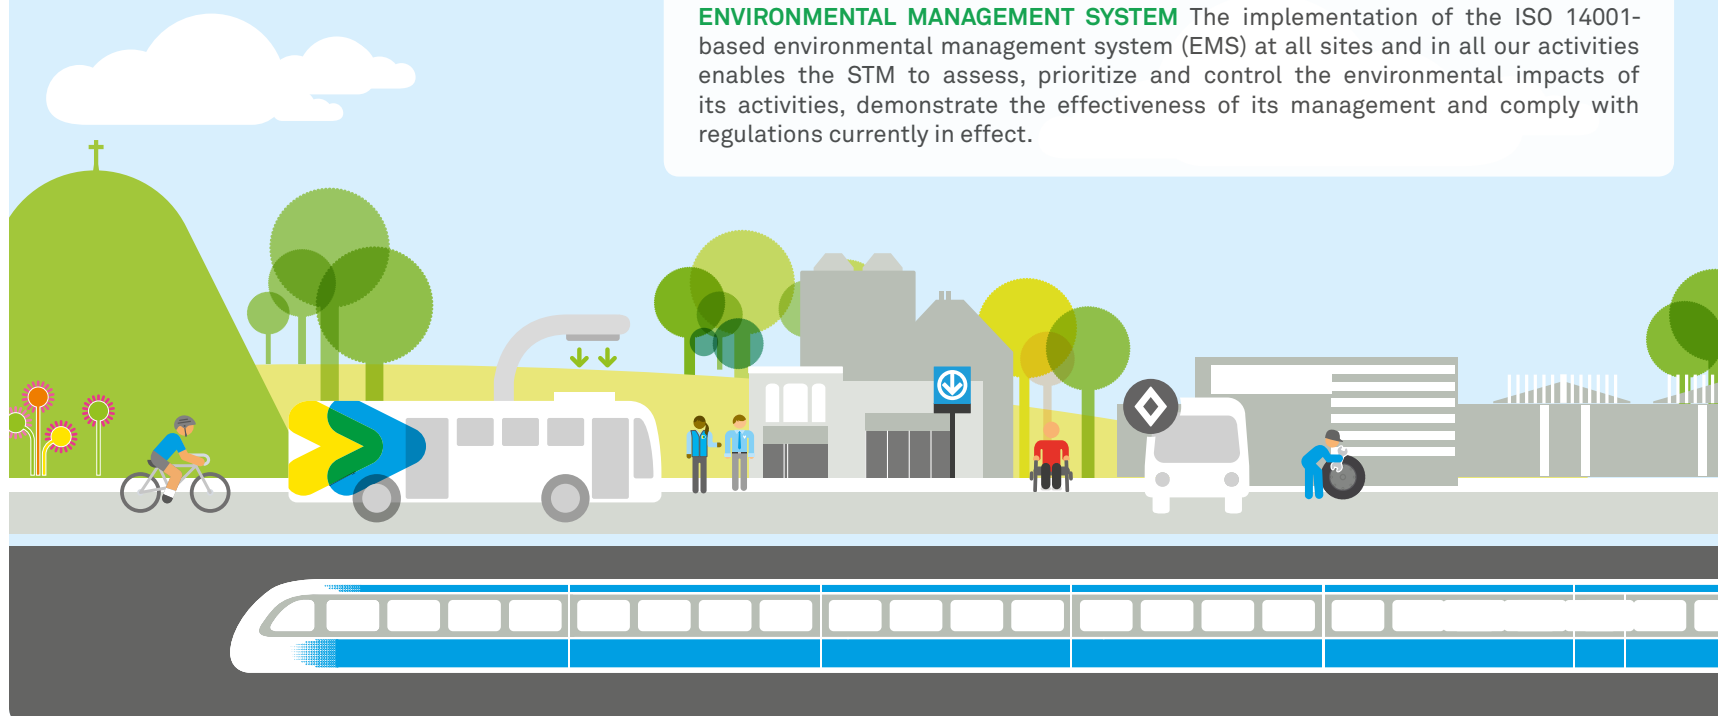 ENVIRONMENTAL MANAGEMENT SYSTEM The implementation of the ISO 14001-
based environmental management system (EMS) at all sites and in all our activities
enables the STM to assess, prioritize and control the environmental impacts of
its activities, demonstrate the effectiveness of its management and comply with
regulations currently in effect.